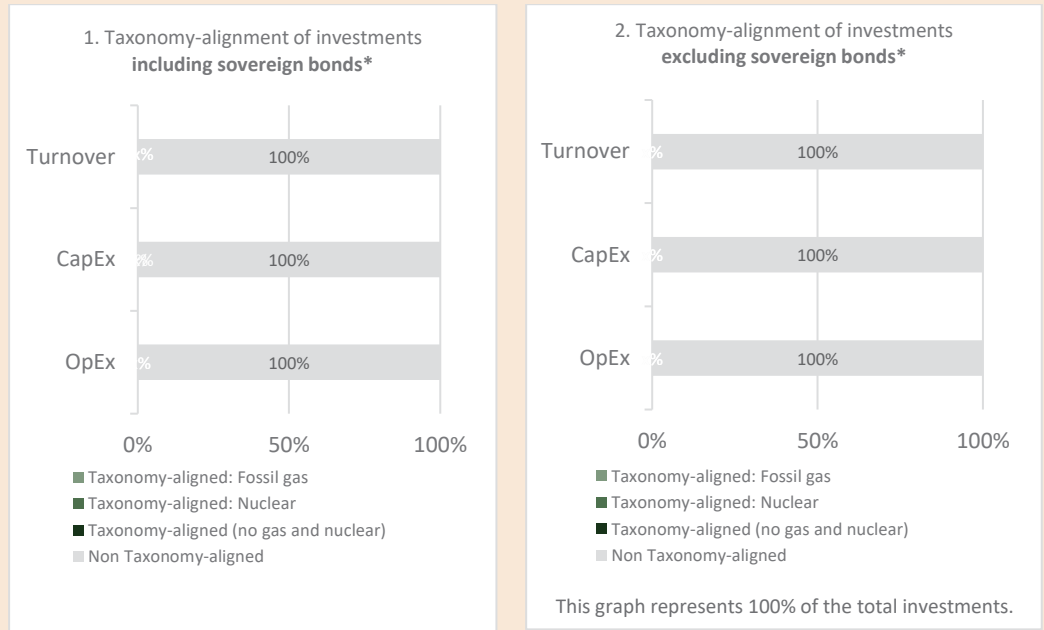 1. Taxonomy-alignment of investments
including sovereign bonds*
Turnover
100%
CapEx
100%
OpEx
%
100%
0%
50%
100%
Taxonomy-aligned: Fossil gas
Taxonomy-aligned: Nuclear
Taxonomy-aligned (no gas and nuclear)
Non Taxonomy-aligned
2. Taxonomy-alignment of investments
excluding sovereign bonds*
Turnover
%
100%
CapEx
%
100%
OpEx
%
100%
0%
50%
100%
Taxonomy-aligned: Fossil gas
Taxonomy-aligned: Nuclear
Taxonomy-aligned (no gas and nuclear)
Non Taxonomy-aligned
This graph represents 100% of the total investments.